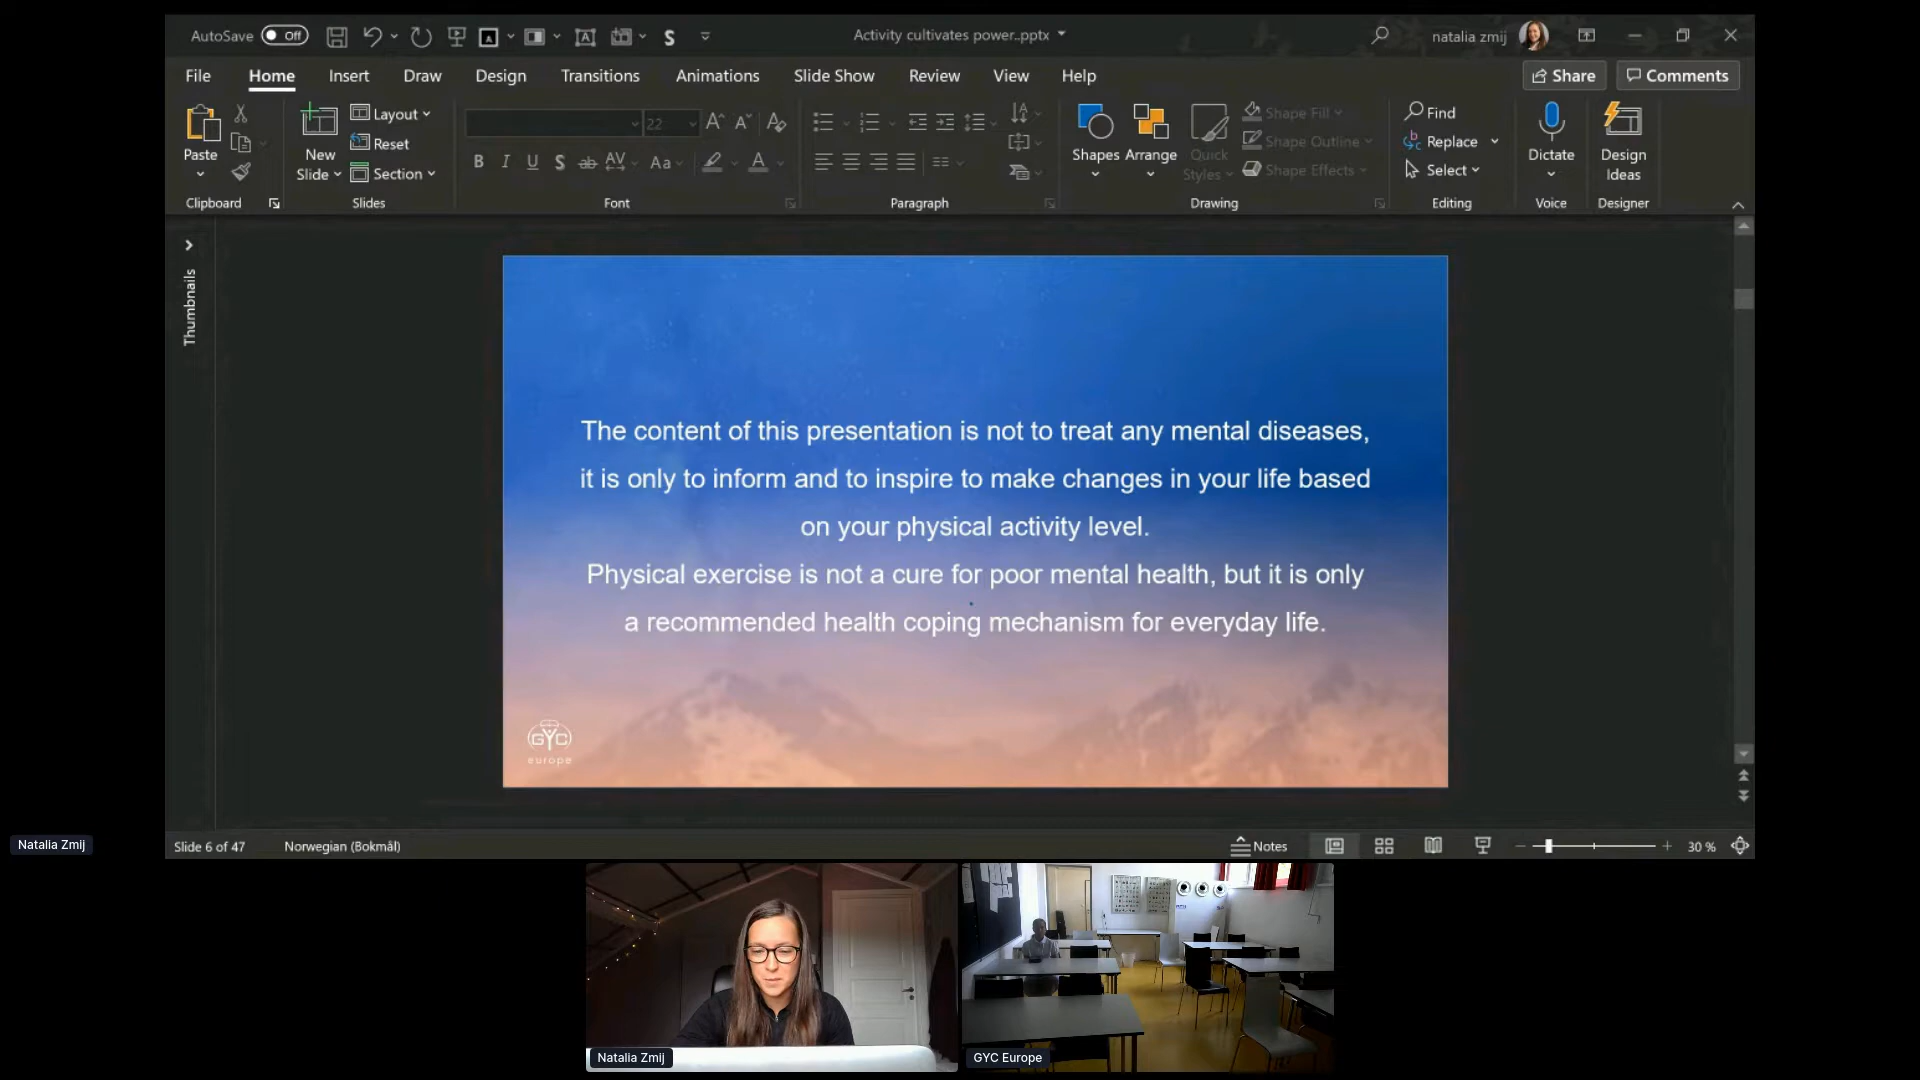 AutoSave Off
Activity cultivates power..pptx
natalia zmij
File Home Insert Draw Design Transitions Animations Slide Show Review View Help
Share Comments
Paste
Clipboard
New Slide
Layout
Reset
Section
Slides
22
B I U S ab AV Aa A
Font
Paragraph
Shapes
Arrange
Quick Styles
Shape Fill
Shape Outline
Shape Effects
Drawing
Find
Replace
Select
Editing
Dictate
Voice
Design Ideas
Designer
Thumbnails
The content of this presentation is not to treat any mental diseases,
it is only to inform and to inspire to make changes in your life based
on your physical activity level.
Physical exercise is not a cure for poor mental health, but it is only
a recommended health coping mechanism for everyday life.
GYC
europe
Natalia Zmij
Slide 6 of 47 Norwegian (Bokmål) Notes 30 %
Natalia Zmij
GYC Europe